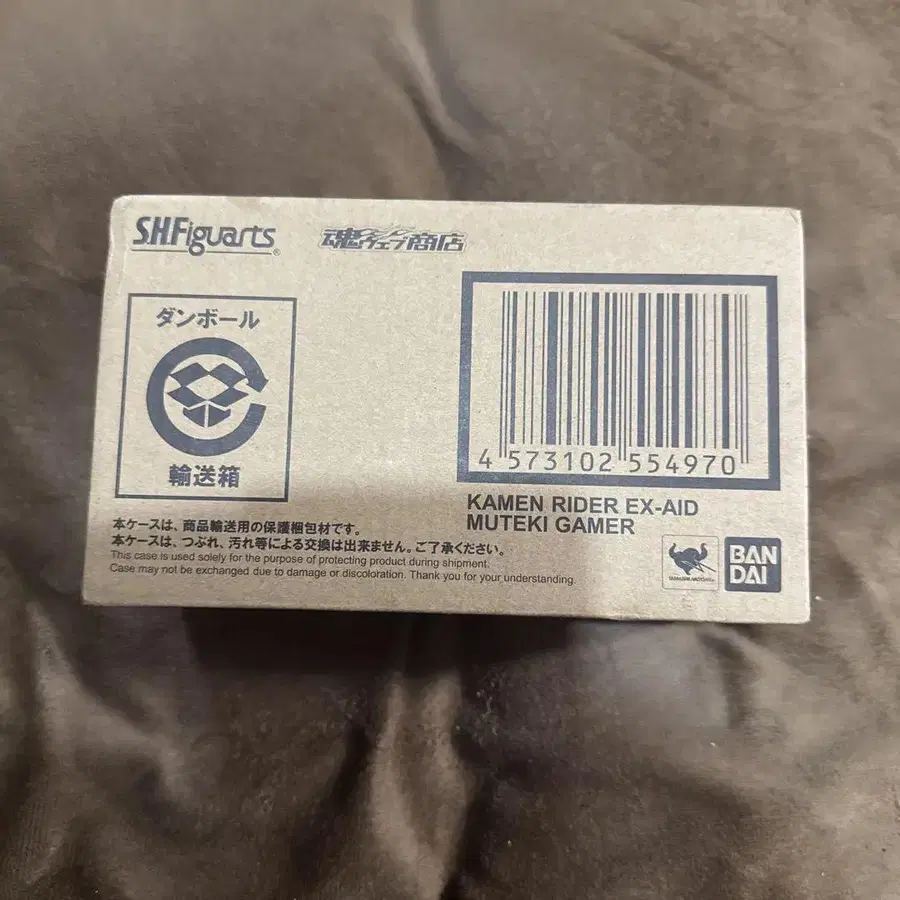 S.H.Figuarts®
魂ウェブ商店
ダンボール
輸送箱
4 573102 554970
KAMEN RIDER EX-AID
MUTEKI GAMER
本ケースは、商品輸送用の保護梱包材です。
本ケースは、つぶれ、汚れ等による交換は出来ません。ご了承ください。
This case is used solely for the purpose of protecting product during shipment.
Case may not be exchanged due to damage or discoloration. Thank you for your understanding.
TAMASHII NATIONS
BAN
DAI